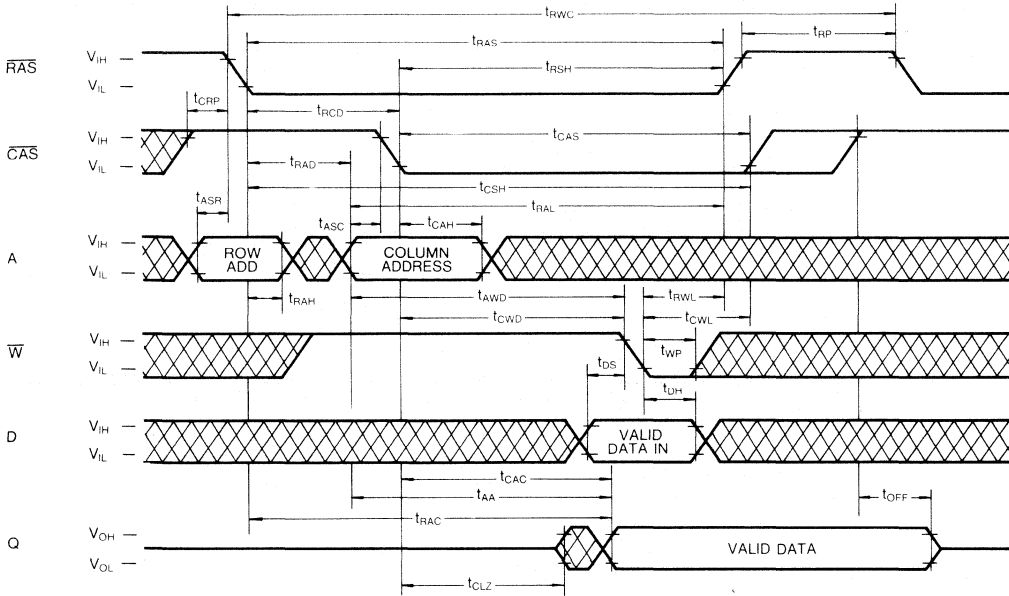 tRWC
tRAS
tRP
RAS
VIH
VIL
tRSH
tCRP
tRCD
CAS
VIH
VIL
tCAS
tRAD
tCSH
tASR
tRAL
tASC
tCAH
A
VIH
VIL
ROW
ADD
COLUMN
ADDRESS
tRAH
tAWD
tRWL
tCWD
tCWL
W
VIH
VIL
tWP
tDS
tDH
D
VIH
VIL
VALID
DATA IN
tCAC
tAA
tOFF
tRAC
Q
VOH
VOL
VALID DATA
tCLZ